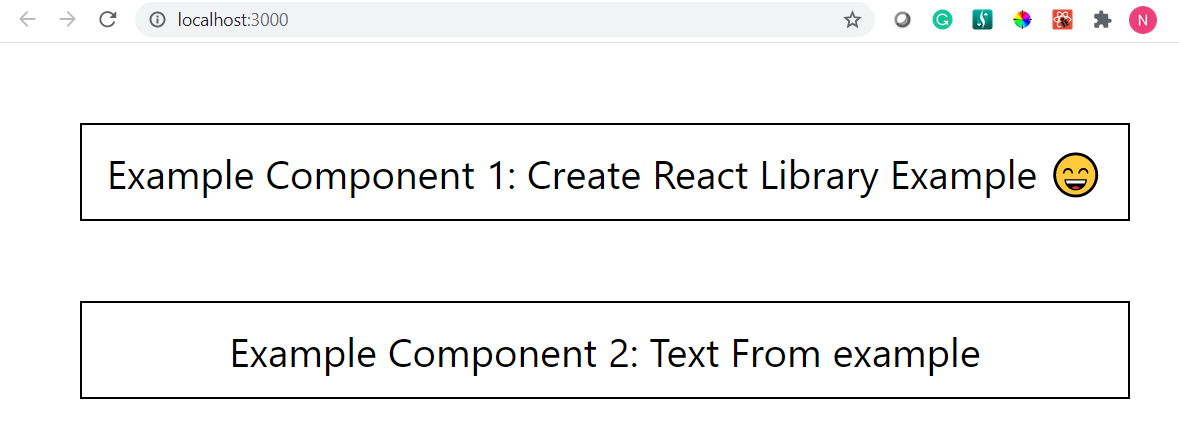 localhost:3000
N
Example Component 1: Create React Library Example 😄
Example Component 2: Text From example